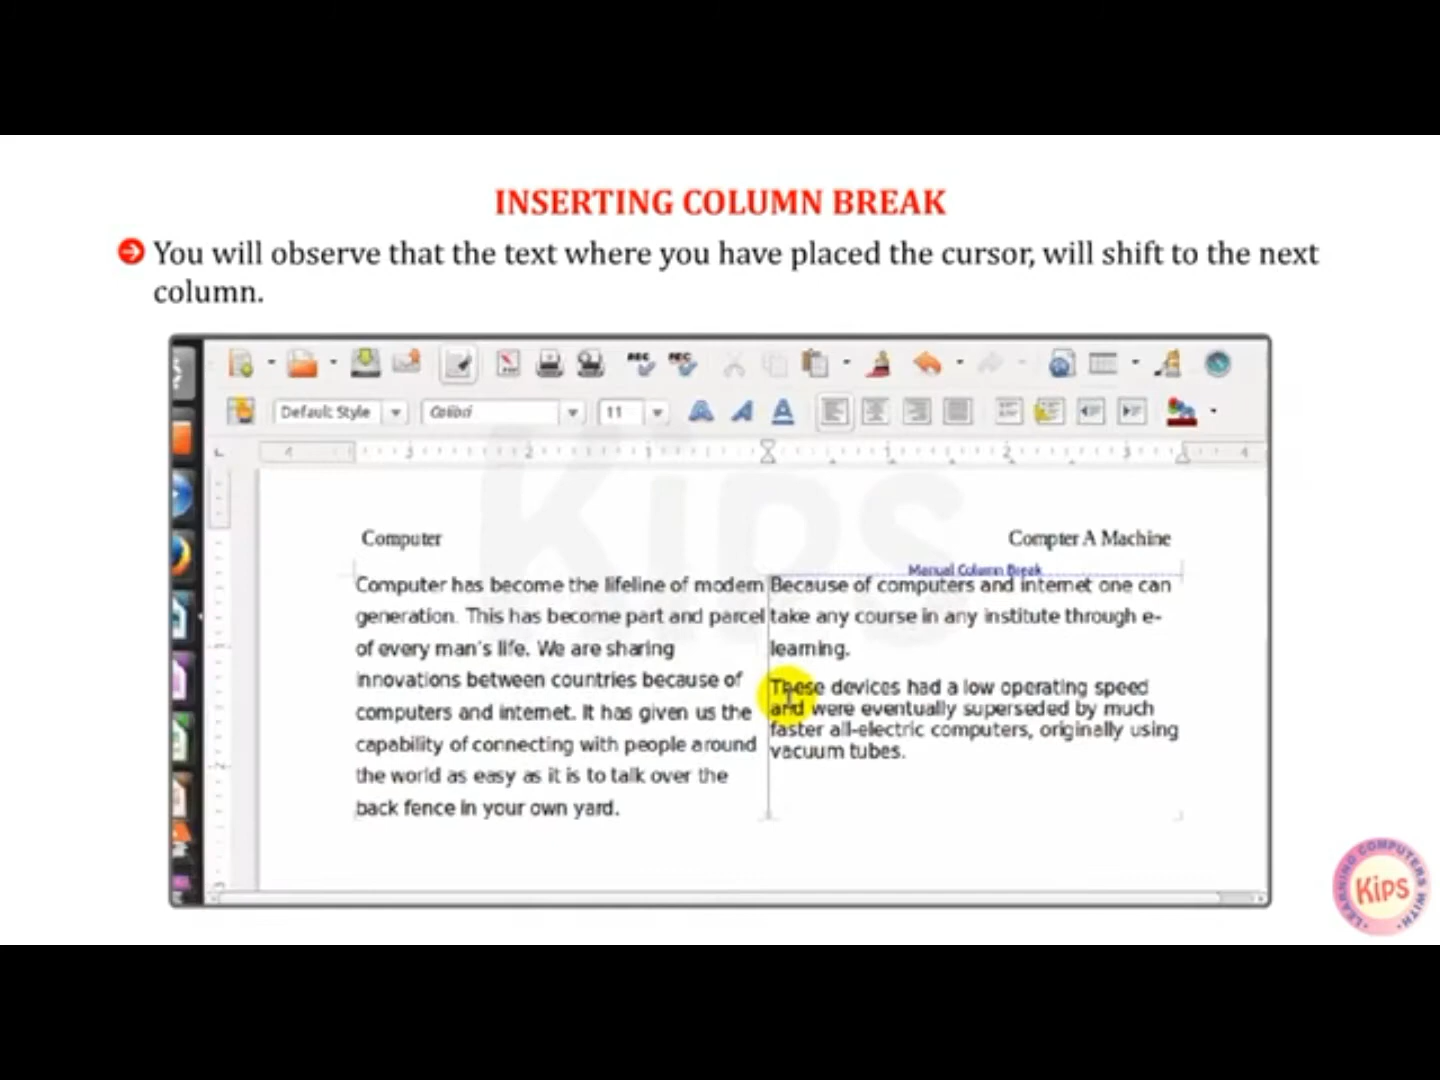 INSERTING COLUMN BREAK
You will observe that the text where you have placed the cursor, will shift to the next
column.
Default Style
Calibri
11
Computer
Compter A Machine
Manual Column Break
Computer has become the lifeline of modern
generation. This has become part and parcel
of every man's life. We are sharing
innovations between countries because of
computers and internet. It has given us the
capability of connecting with people around
the world as easy as it is to talk over the
back fence in your own yard.
Because of computers and internet one can
take any course in any institute through e-
learning.
These devices had a low operating speed
and were eventually superseded by much
faster all-electric computers, originally using
vacuum tubes.
Kips
LEARNING COMPUTERS WITH
Kips